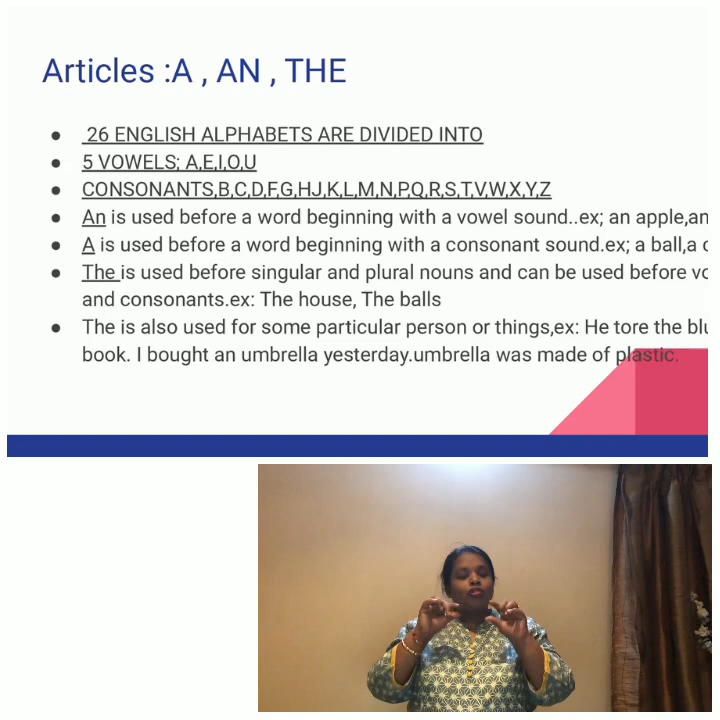 Articles :A , AN , THE
26 ENGLISH ALPHABETS ARE DIVIDED INTO
5 VOWELS; A,E,I,O,U
CONSONANTS,B,C,D,F,G,HJ,K,L,M,N,P,Q,R,S,T,V,W,X,Y,Z
An is used before a word beginning with a vowel sound..ex; an apple,an
A is used before a word beginning with a consonant sound.ex; a ball,a
The is used before singular and plural nouns and can be used before
and consonants.ex: The house, The balls
The is also used for some particular person or things,ex: He tore the
book. I bought an umbrella yesterday.umbrella was made of plastic.